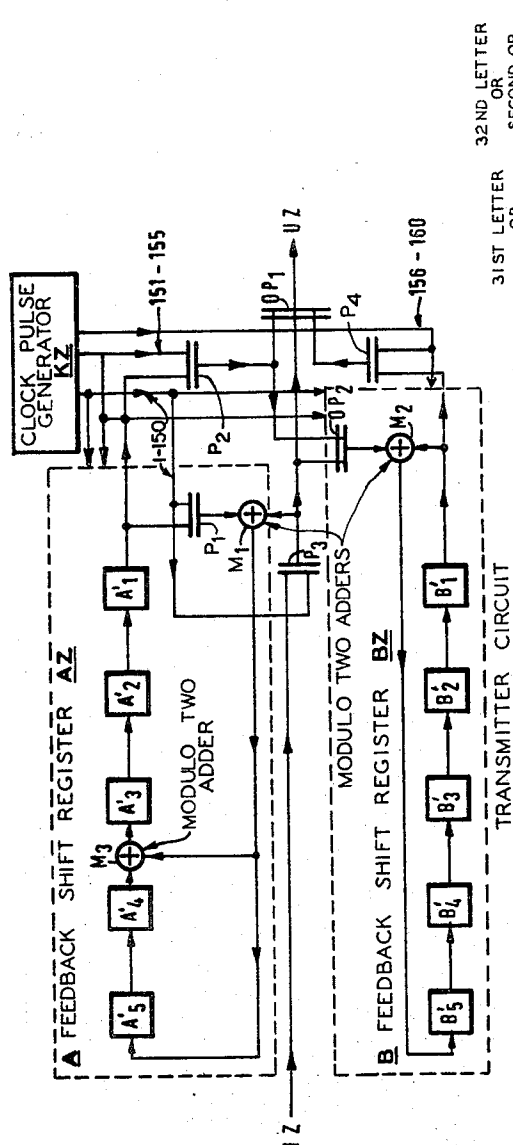 CLOCK PULSE
GENERATOR
KZ
151-155
1-150
A FEEDBACK SHIFT REGISTER AZ
A'5
A'4
M3
A'3
A'2
A'1
MODULO TWO
ADDER
P1
M1
P2
P3
OP1
UZ
IZ
OP2
P4
M2
156-160
MODULO TWO ADDERS
B FEEDBACK SHIFT REGISTER BZ
B'5
B'4
B'3
B'2
B'1
TRANSMITTER CIRCUIT
31ST LETTER
OR
32ND LETTER
OR
SECOND OR